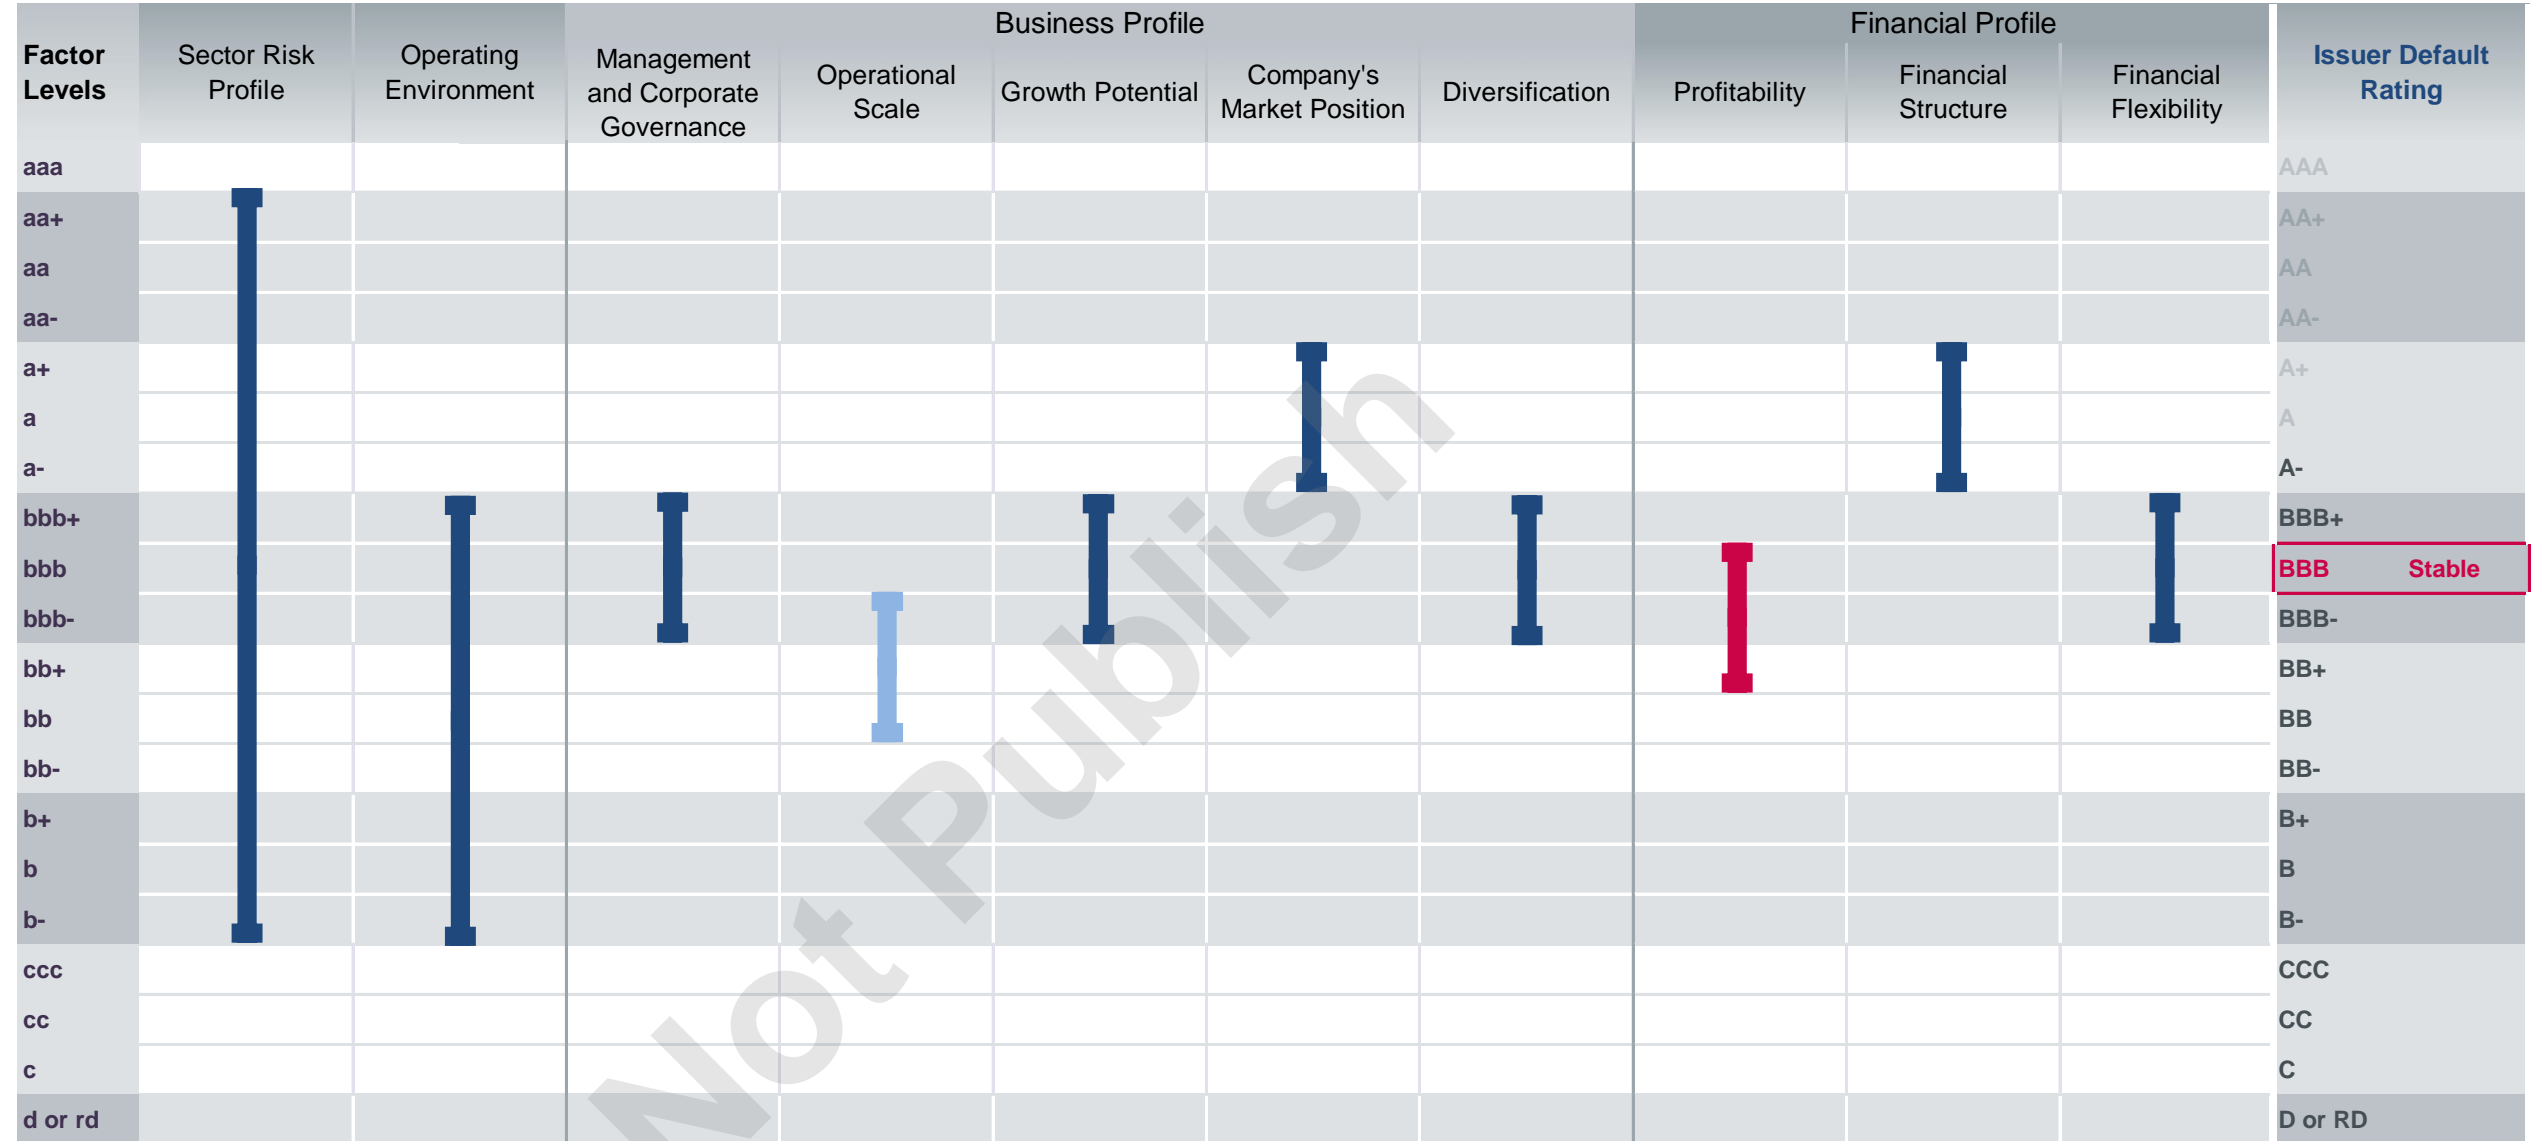 Business Profile
Financial Profile
Factor
Levels
Sector Risk
Profile
Operating
Environment
Management
and Corporate
Governance
Operational
Scale
Growth Potential
Company's
Market Position
Diversification
Profitability
Financial
Structure
Financial
Flexibility
Issuer Default
Rating
aaa AAA
aa+ AA+
aa AA
aa- AA-
a+ A+
a A
a- A-
bbb+ BBB+
bbb BBB Stable
bbb- BBB-
bb+ BB+
bb BB
bb- BB-
b+ B+
b B
b- B-
ccc CCC
cc CC
c C
d or rd D or RD
Not Publish